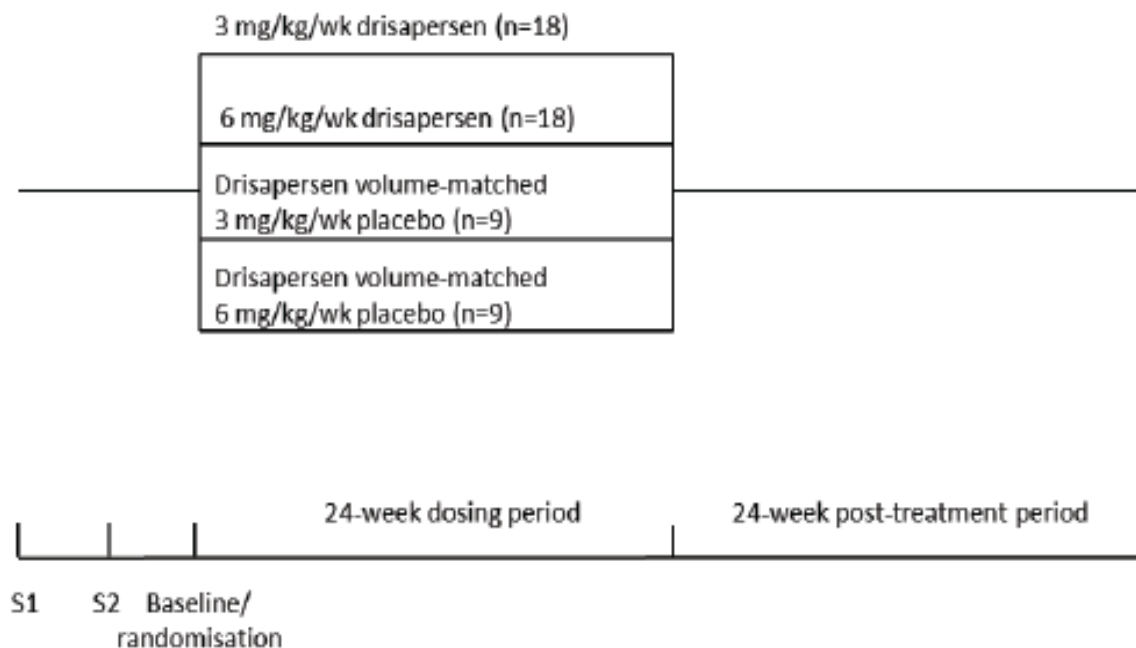 3 mg/kg/wk drisapersen (n=18)
6 mg/kg/wk drisapersen (n=18)
Drisapersen volume-matched
3 mg/kg/wk placebo (n=9)
Drisapersen volume-matched
6 mg/kg/wk placebo (n=9)
24-week dosing period
24-week post-treatment period
S1
S2
Baseline/
randomisation